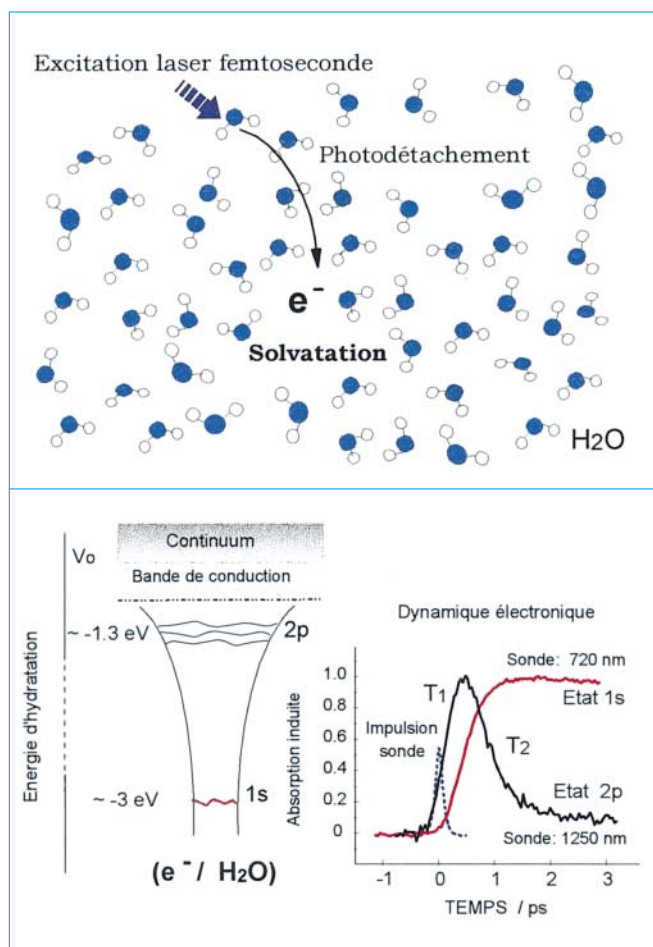 Excitation laser femtoseconde
Photodétachement
e-
Solvatation
H2O
Vo
Continuum
Bande de conduction
~ -1.3 eV
2p
Energie d'hydratation
~ -3 eV
1s
(e- / H2O)
Dynamique électronique
Sonde: 720 nm
Etat 1s
T1
Impulsion
sonde
T2
Etat 2p
Sonde: 1250 nm
Absorption induite
1.0
0.8
0.6
0.4
0.2
0
-1 0 1 2 3
TEMPS / ps